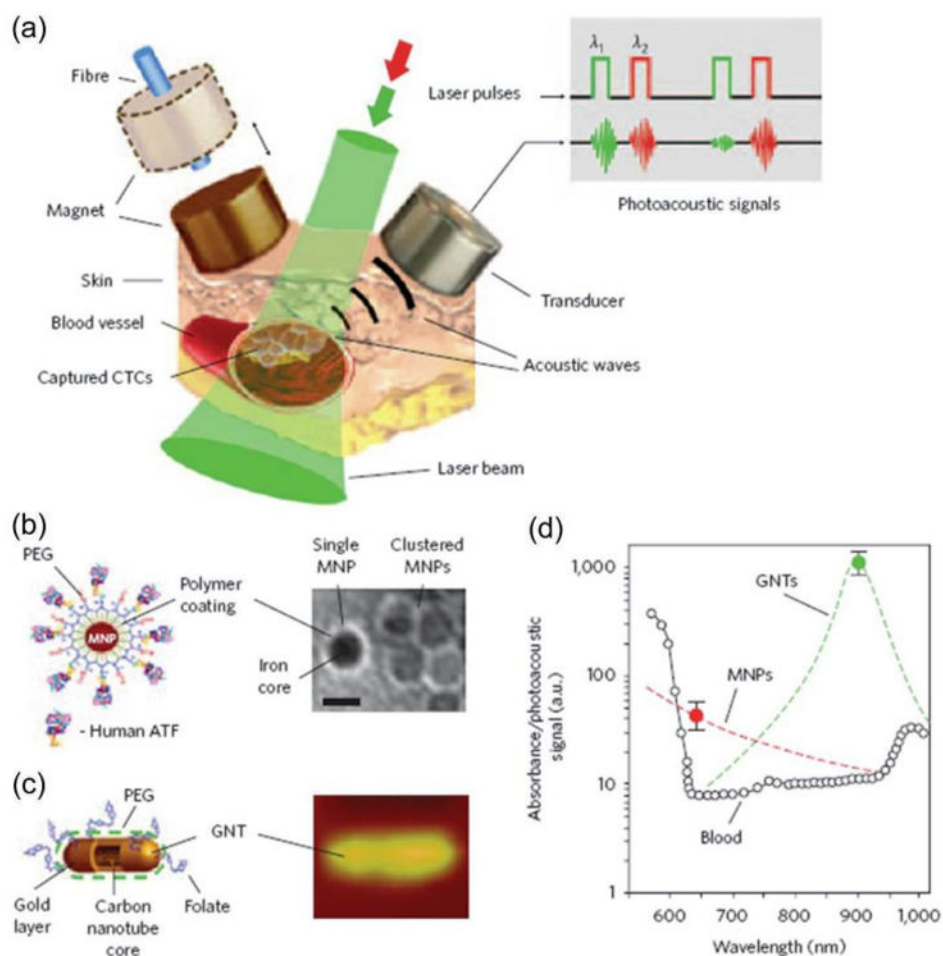 (a)
Fibre
Magnet
Skin
Blood vessel
Captured CTCs
Laser pulses
λ1 λ2
Photoacoustic signals
Transducer
Acoustic waves
Laser beam
(b)
PEG
MNP
Polymer
coating
Iron
core
- Human ATF
Single
MNP
Clustered
MNPs
(c)
PEG
GNT
Gold
layer
Carbon
nanotube
core
Folate
(d)
Absorbance/photoacoustic
signal (a.u.)
1,000
100
10
1
GNTs
MNPs
Blood
600 700 800 900 1,000
Wavelength (nm)